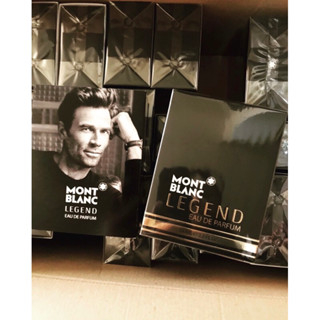 MONT
BLANC
LEGEND
EAU DE PARFUM
MONT
BLANC
LEGEND
EAU DE PARFUM